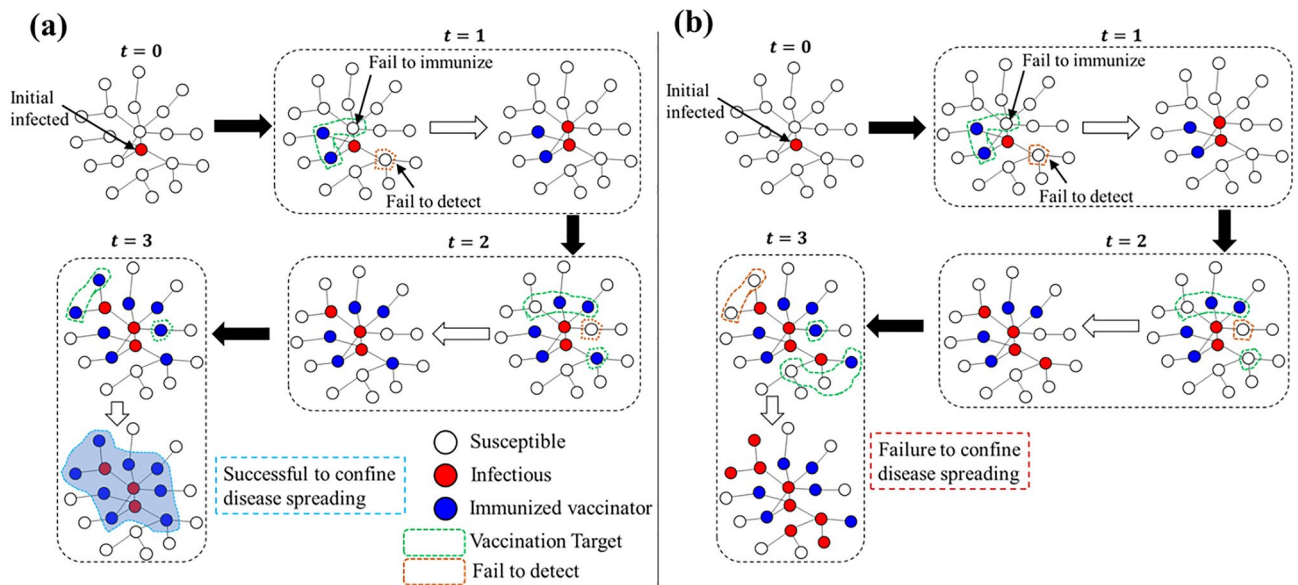 (a)
t = 0
t = 1
Fail to immunize
Initial
infected
Fail to detect
t = 3
t = 2
Successful to confine
disease spreading
Susceptible
Infectious
Immunized vaccinator
Vaccination Target
Fail to detect
(b)
t = 0
t = 1
Fail to immunize
Initial
infected
Fail to detect
t = 3
t = 2
Failure to confine
disease spreading